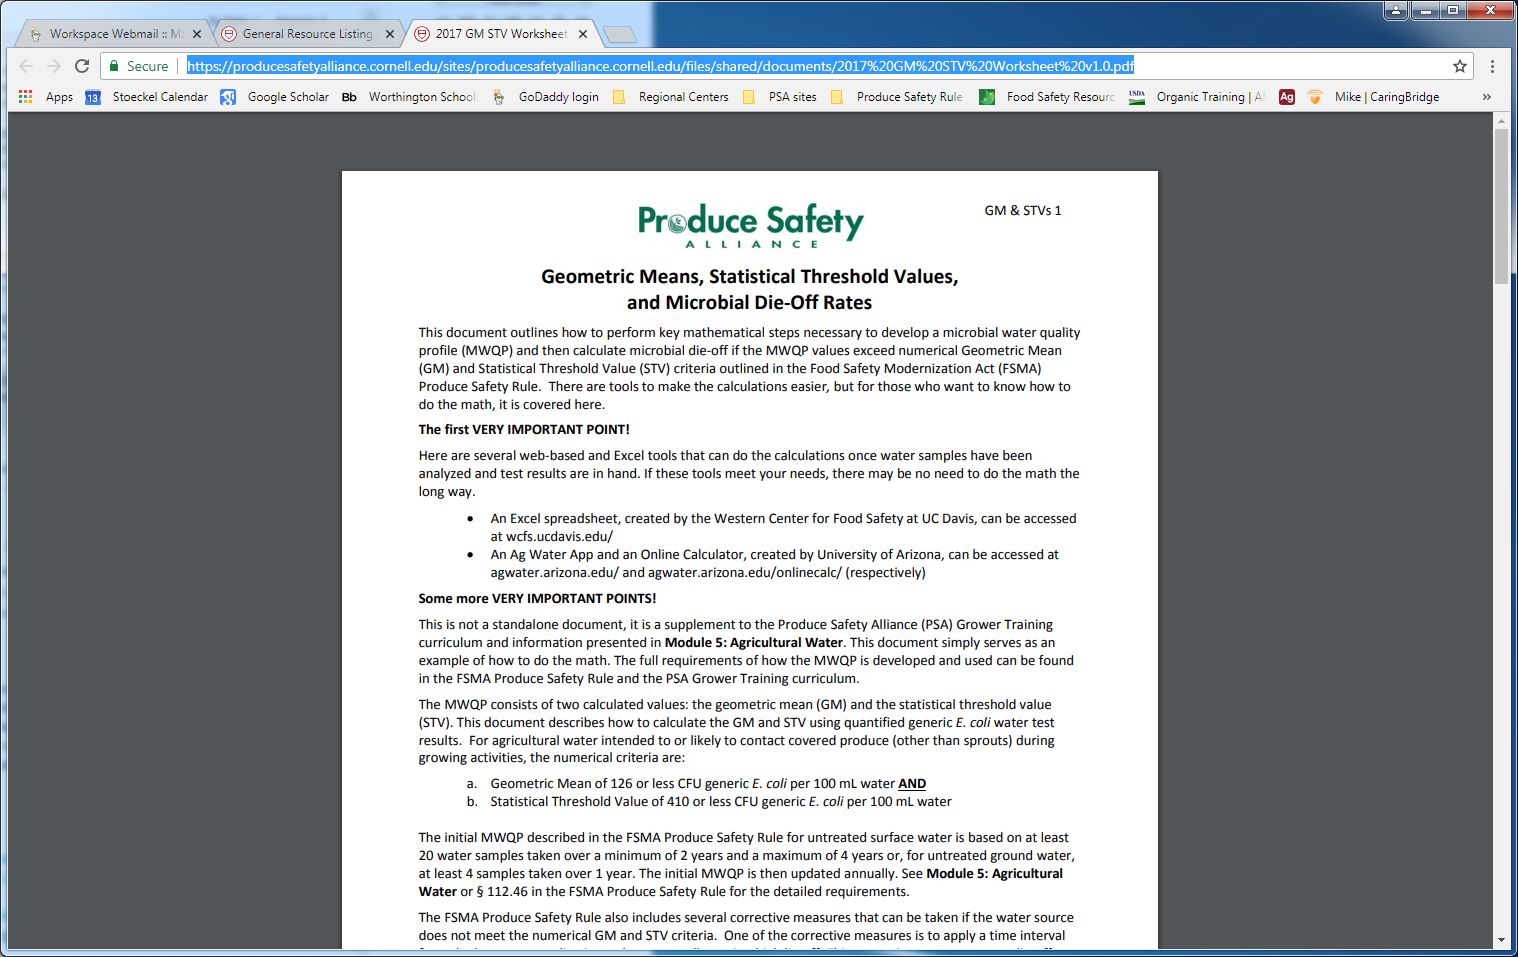 Workspace Webmail :: M
General Resource Listing
2017 GM STV Worksheet
Secure
https://producesafetyalliance.cornell.edu/sites/producesafetyalliance.cornell.edu/files/shared/documents/2017%20GM%20STV%20Worksheet%20v1.0.pdf
Apps 13 Stoeckel Calendar Google Scholar Bb Worthington School GoDaddy login Regional Centers PSA sites Produce Safety Rule Food Safety Resourc USDA Organic Training | A Ag Mike | CaringBridge »
Produce Safety
ALLIANCE
GM & STVs 1
Geometric Means, Statistical Threshold Values,
and Microbial Die-Off Rates
This document outlines how to perform key mathematical steps necessary to develop a microbial water quality
profile (MWQP) and then calculate microbial die-off if the MWQP values exceed numerical Geometric Mean
(GM) and Statistical Threshold Value (STV) criteria outlined in the Food Safety Modernization Act (FSMA)
Produce Safety Rule.  There are tools to make the calculations easier, but for those who want to know how to
do the math, it is covered here.
The first VERY IMPORTANT POINT!
Here are several web-based and Excel tools that can do the calculations once water samples have been
analyzed and test results are in hand. If these tools meet your needs, there may be no need to do the math the
long way.
• An Excel spreadsheet, created by the Western Center for Food Safety at UC Davis, can be accessed
at wcfs.ucdavis.edu/
• An Ag Water App and an Online Calculator, created by University of Arizona, can be accessed at
agwater.arizona.edu/ and agwater.arizona.edu/onlinecalc/ (respectively)
Some more VERY IMPORTANT POINTS!
This is not a standalone document, it is a supplement to the Produce Safety Alliance (PSA) Grower Training
curriculum and information presented in Module 5: Agricultural Water. This document simply serves as an
example of how to do the math. The full requirements of how the MWQP is developed and used can be found
in the FSMA Produce Safety Rule and the PSA Grower Training curriculum.
The MWQP consists of two calculated values: the geometric mean (GM) and the statistical threshold value
(STV). This document describes how to calculate the GM and STV using quantified generic E. coli water test
results.  For agricultural water intended to or likely to contact covered produce (other than sprouts) during
growing activities, the numerical criteria are:
a. Geometric Mean of 126 or less CFU generic E. coli per 100 mL water AND
b. Statistical Threshold Value of 410 or less CFU generic E. coli per 100 mL water
The initial MWQP described in the FSMA Produce Safety Rule for untreated surface water is based on at least
20 water samples taken over a minimum of 2 years and a maximum of 4 years or, for untreated ground water,
at least 4 samples taken over 1 year. The initial MWQP is then updated annually. See Module 5: Agricultural
Water or § 112.46 in the FSMA Produce Safety Rule for the detailed requirements.
The FSMA Produce Safety Rule also includes several corrective measures that can be taken if the water source
does not meet the numerical GM and STV criteria.  One of the corrective measures is to apply a time interval